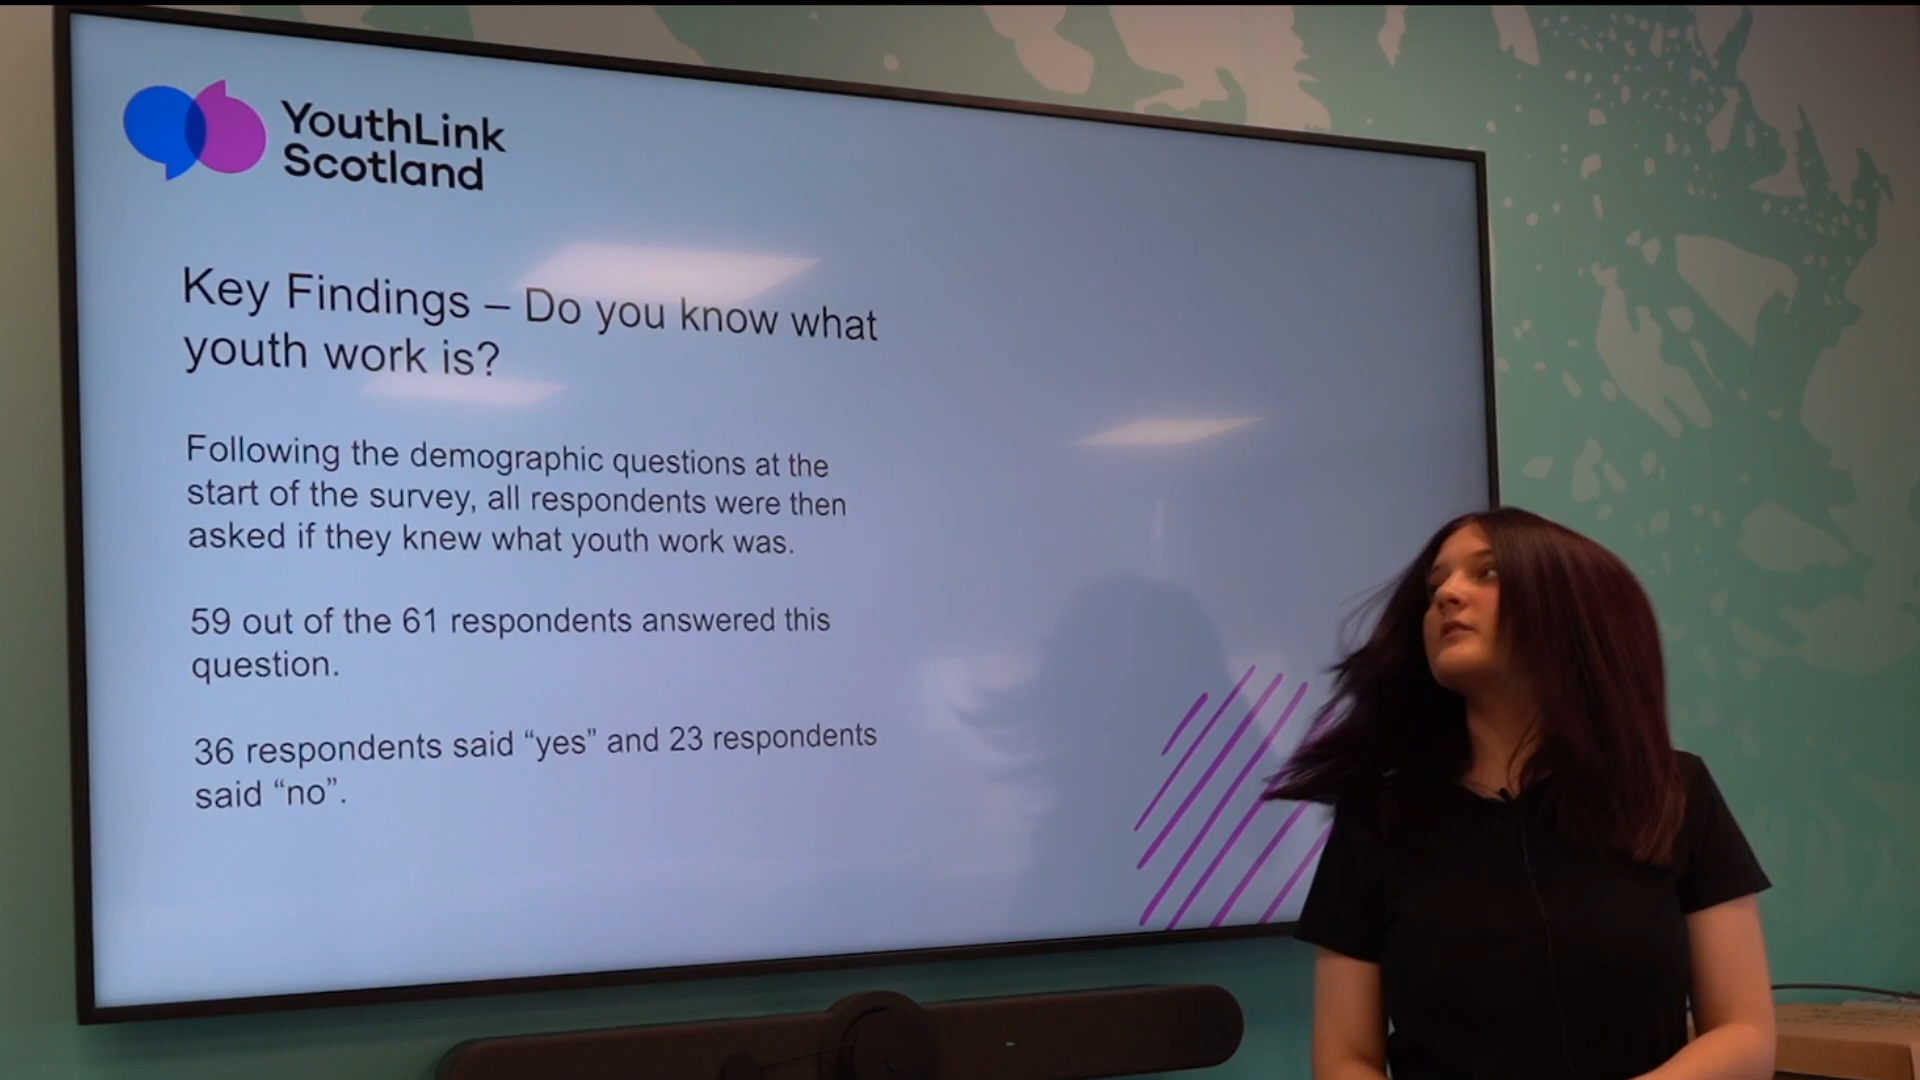 YouthLink
Scotland
Key Findings – Do you know what
youth work is?
Following the demographic questions at the
start of the survey, all respondents were then
asked if they knew what youth work was.
59 out of the 61 respondents answered this
question.
36 respondents said “yes” and 23 respondents
said “no”.